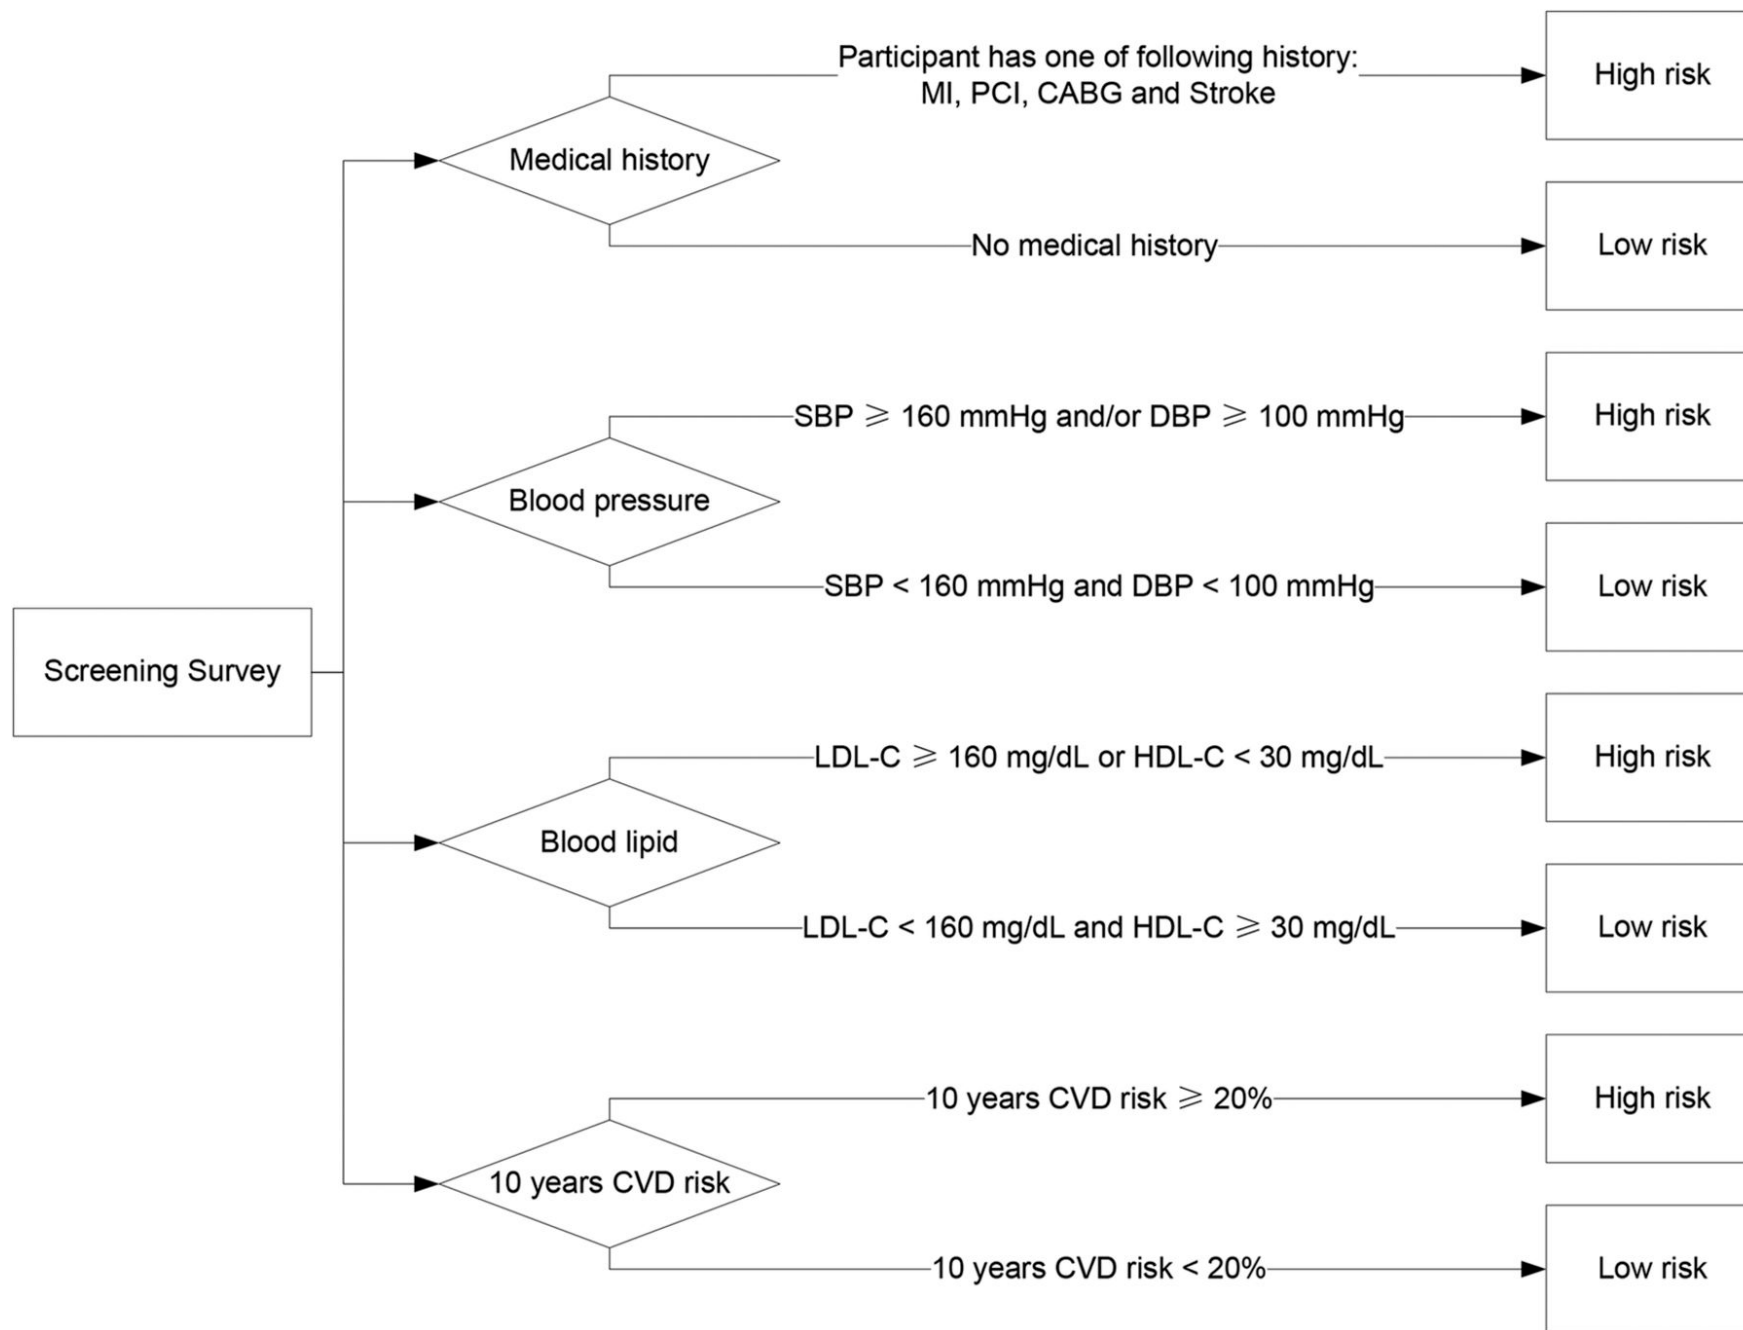 Participant has one of following history:
MI, PCI, CABG and Stroke
High risk
Medical history
No medical history
Low risk
SBP ⩾ 160 mmHg and/or DBP ⩾ 100 mmHg
High risk
Blood pressure
SBP < 160 mmHg and DBP < 100 mmHg
Low risk
Screening Survey
LDL-C ⩾ 160 mg/dL or HDL-C < 30 mg/dL
High risk
Blood lipid
LDL-C < 160 mg/dL and HDL-C ⩾ 30 mg/dL
Low risk
10 years CVD risk ⩾ 20%
High risk
10 years CVD risk
10 years CVD risk < 20%
Low risk